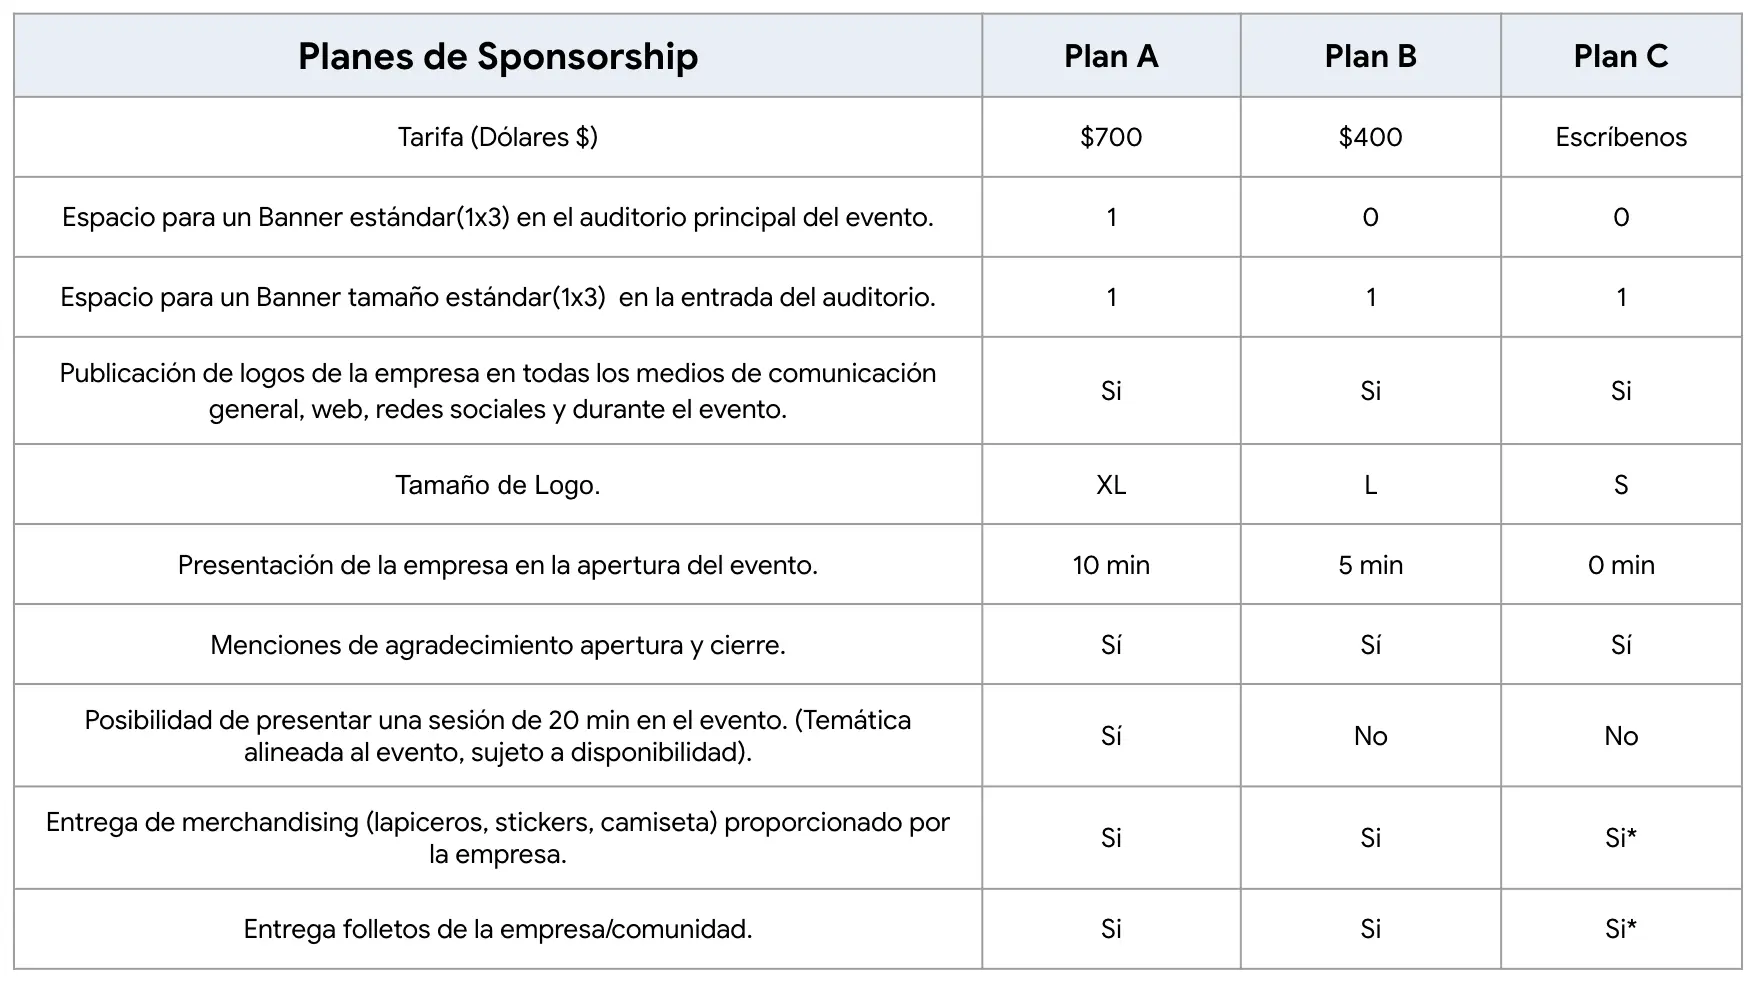 Planes de Sponsorship Plan A Plan B Plan C
Tarifa (Dólares $) $700 $400 Escríbenos
Espacio para un Banner estándar(1x3) en el auditorio principal del evento. 1 0 0
Espacio para un Banner tamaño estándar(1x3)  en la entrada del auditorio. 1 1 1
Publicación de logos de la empresa en todas los medios de comunicación
general, web, redes sociales y durante el evento. Si Si Si
Tamaño de Logo. XL L S
Presentación de la empresa en la apertura del evento. 10 min 5 min 0 min
Menciones de agradecimiento apertura y cierre. Sí Sí Sí
Posibilidad de presentar una sesión de 20 min en el evento. (Temática
alineada al evento, sujeto a disponibilidad). Sí No No
Entrega de merchandising (lapiceros, stickers, camiseta) proporcionado por
la empresa. Si Si Si*
Entrega folletos de la empresa/comunidad. Si Si Si*